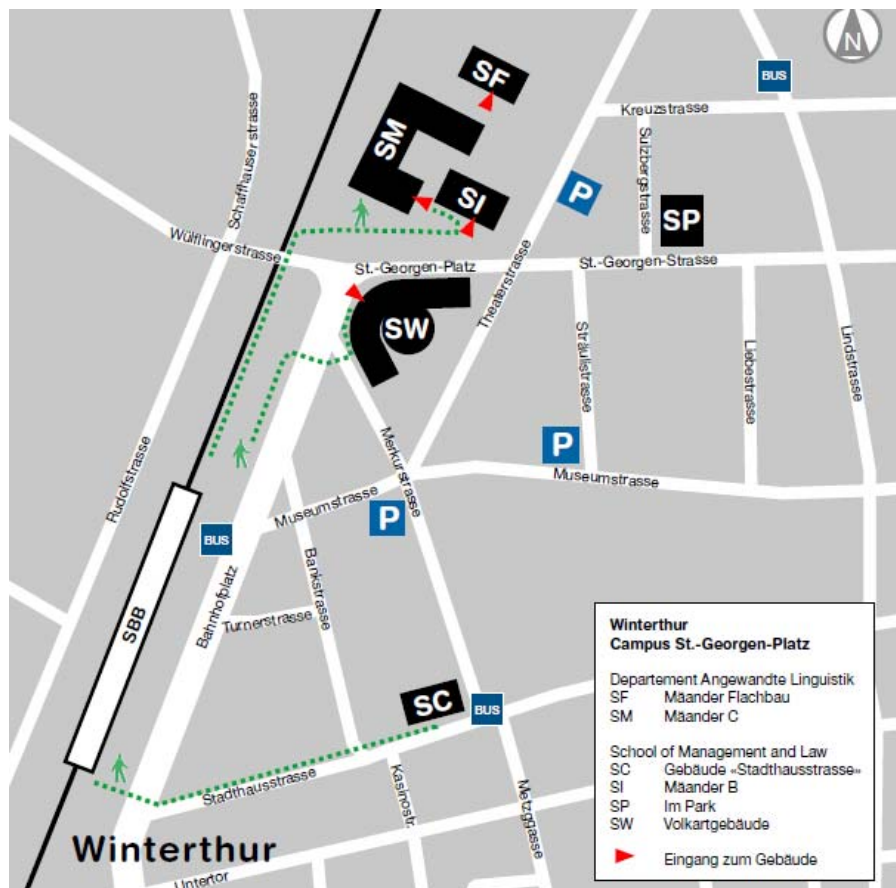 N
SF
BUS
Kreuzstrasse
SM
Sulzbergstrasse
Schaffhauserstrasse
P
SI
SP
Wülflingerstrasse
St.-Georgen-Platz
St.-Georgen-Strasse
Theaterstrasse
SW
Sträulistrasse
Liebestrasse
Lindstrasse
Merkurstrasse
P
Rudolfstrasse
Museumstrasse
Museumstrasse
P
BUS
Bankstrasse
Bahnhofplatz
SBB
Turnerstrasse
SC
BUS
Stadthausstrasse
Kasinostr.
Metzggasse
Winterthur
Untertor
Winterthur
Campus St.-Georgen-Platz
Departement Angewandte Linguistik
SF Mäander Flachbau
SM Mäander C
School of Management and Law
SC Gebäude «Stadthausstrasse»
SI Mäander B
SP Im Park
SW Volkartgebäude
Eingang zum Gebäude